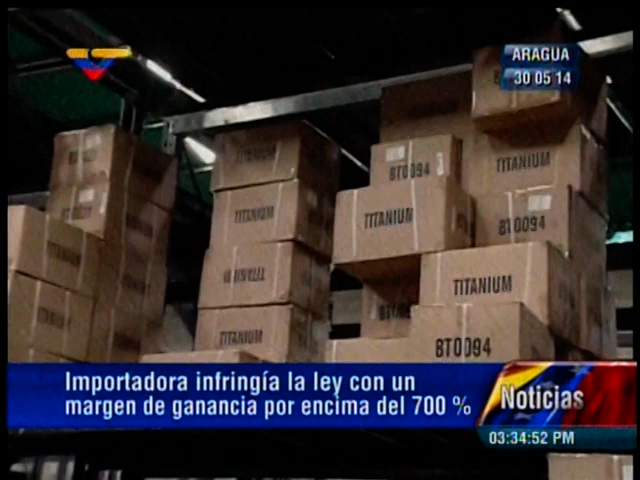 ARAGUA
30 05 14
TITANIUM
BT0094
TITANIUM
TITANIUM
TITANIUM
BT0094
TITANIUM
TITANIUM
BT0094
TITANIUM
Importadora infringía la ley con un
margen de ganancia por encima del 700 %
Noticias
03:34:52 PM